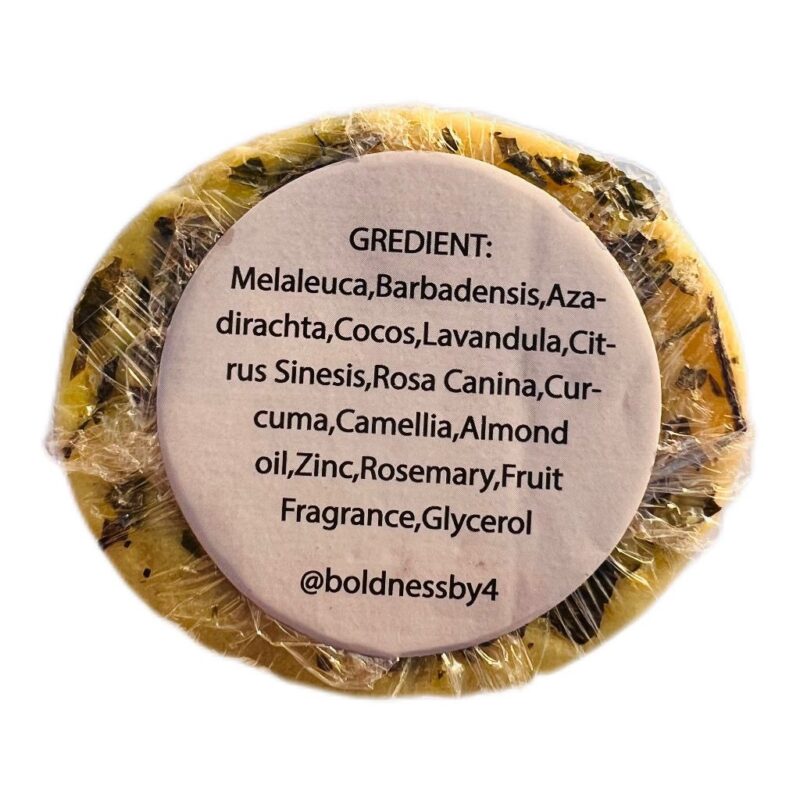 GREDIENT:
Melaleuca,Barbadensis,Aza-
dirachta,Cocos,Lavandula,Cit-
rus Sinesis,Rosa Canina,Cur-
cuma,Camellia,Almond
oil,Zinc,Rosemary,Fruit
Fragrance,Glycerol
@boldnessby4